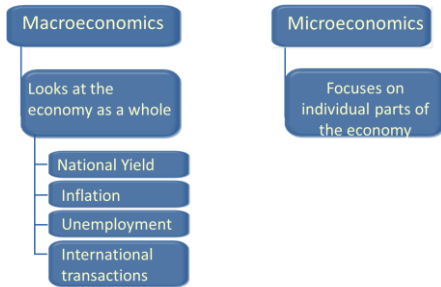 Macroeconomics
Looks at the
economy as a whole
National Yield
Inflation
Unemployment
International
transactions
Microeconomics
Focuses on
individual parts of
the economy